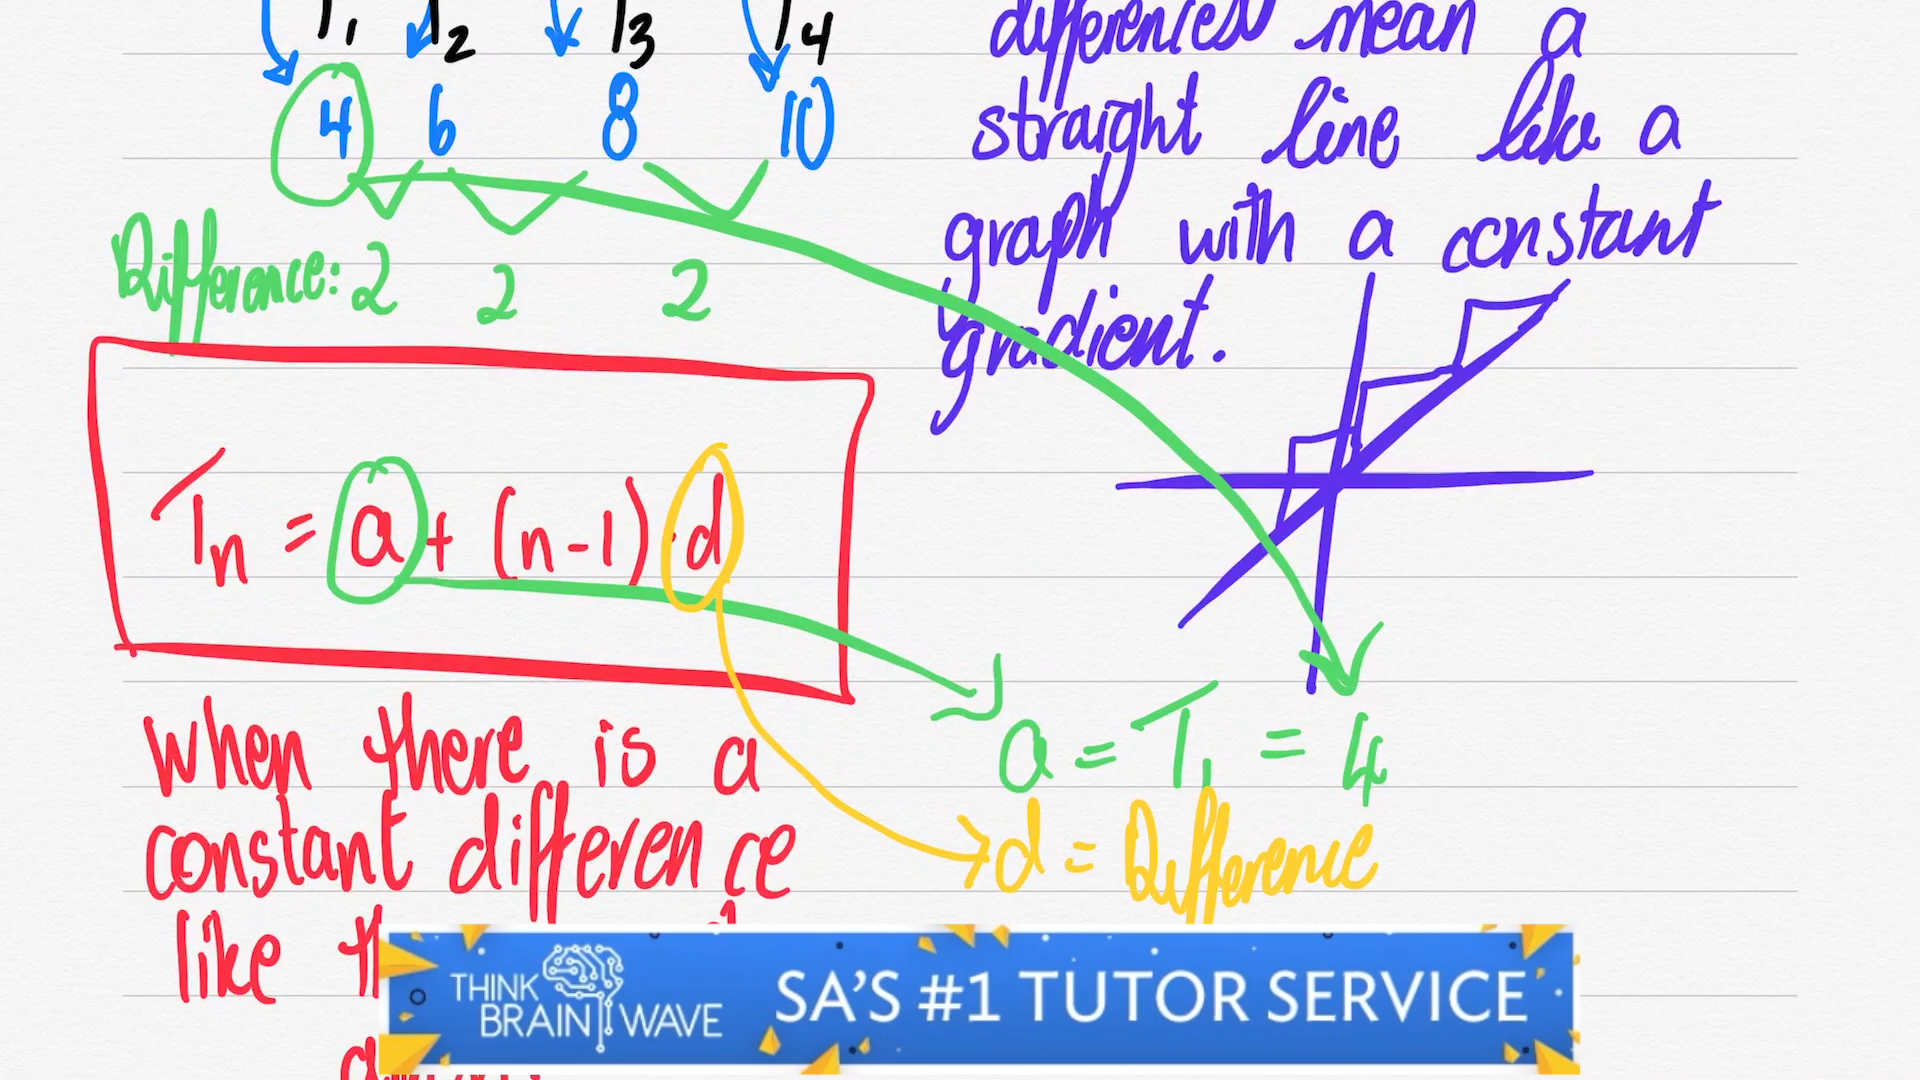 T1 T2 T3 T4
4 6 8 10
Difference: 2 2 2
Tn = a + (n-1)·d
when there is a
constant difference
like
differences mean a
straight line like a
graph with a constant
gradient.
a = T1 = 4
d = Difference
THINK
BRAIN WAVE
SA'S #1 TUTOR SERVICE